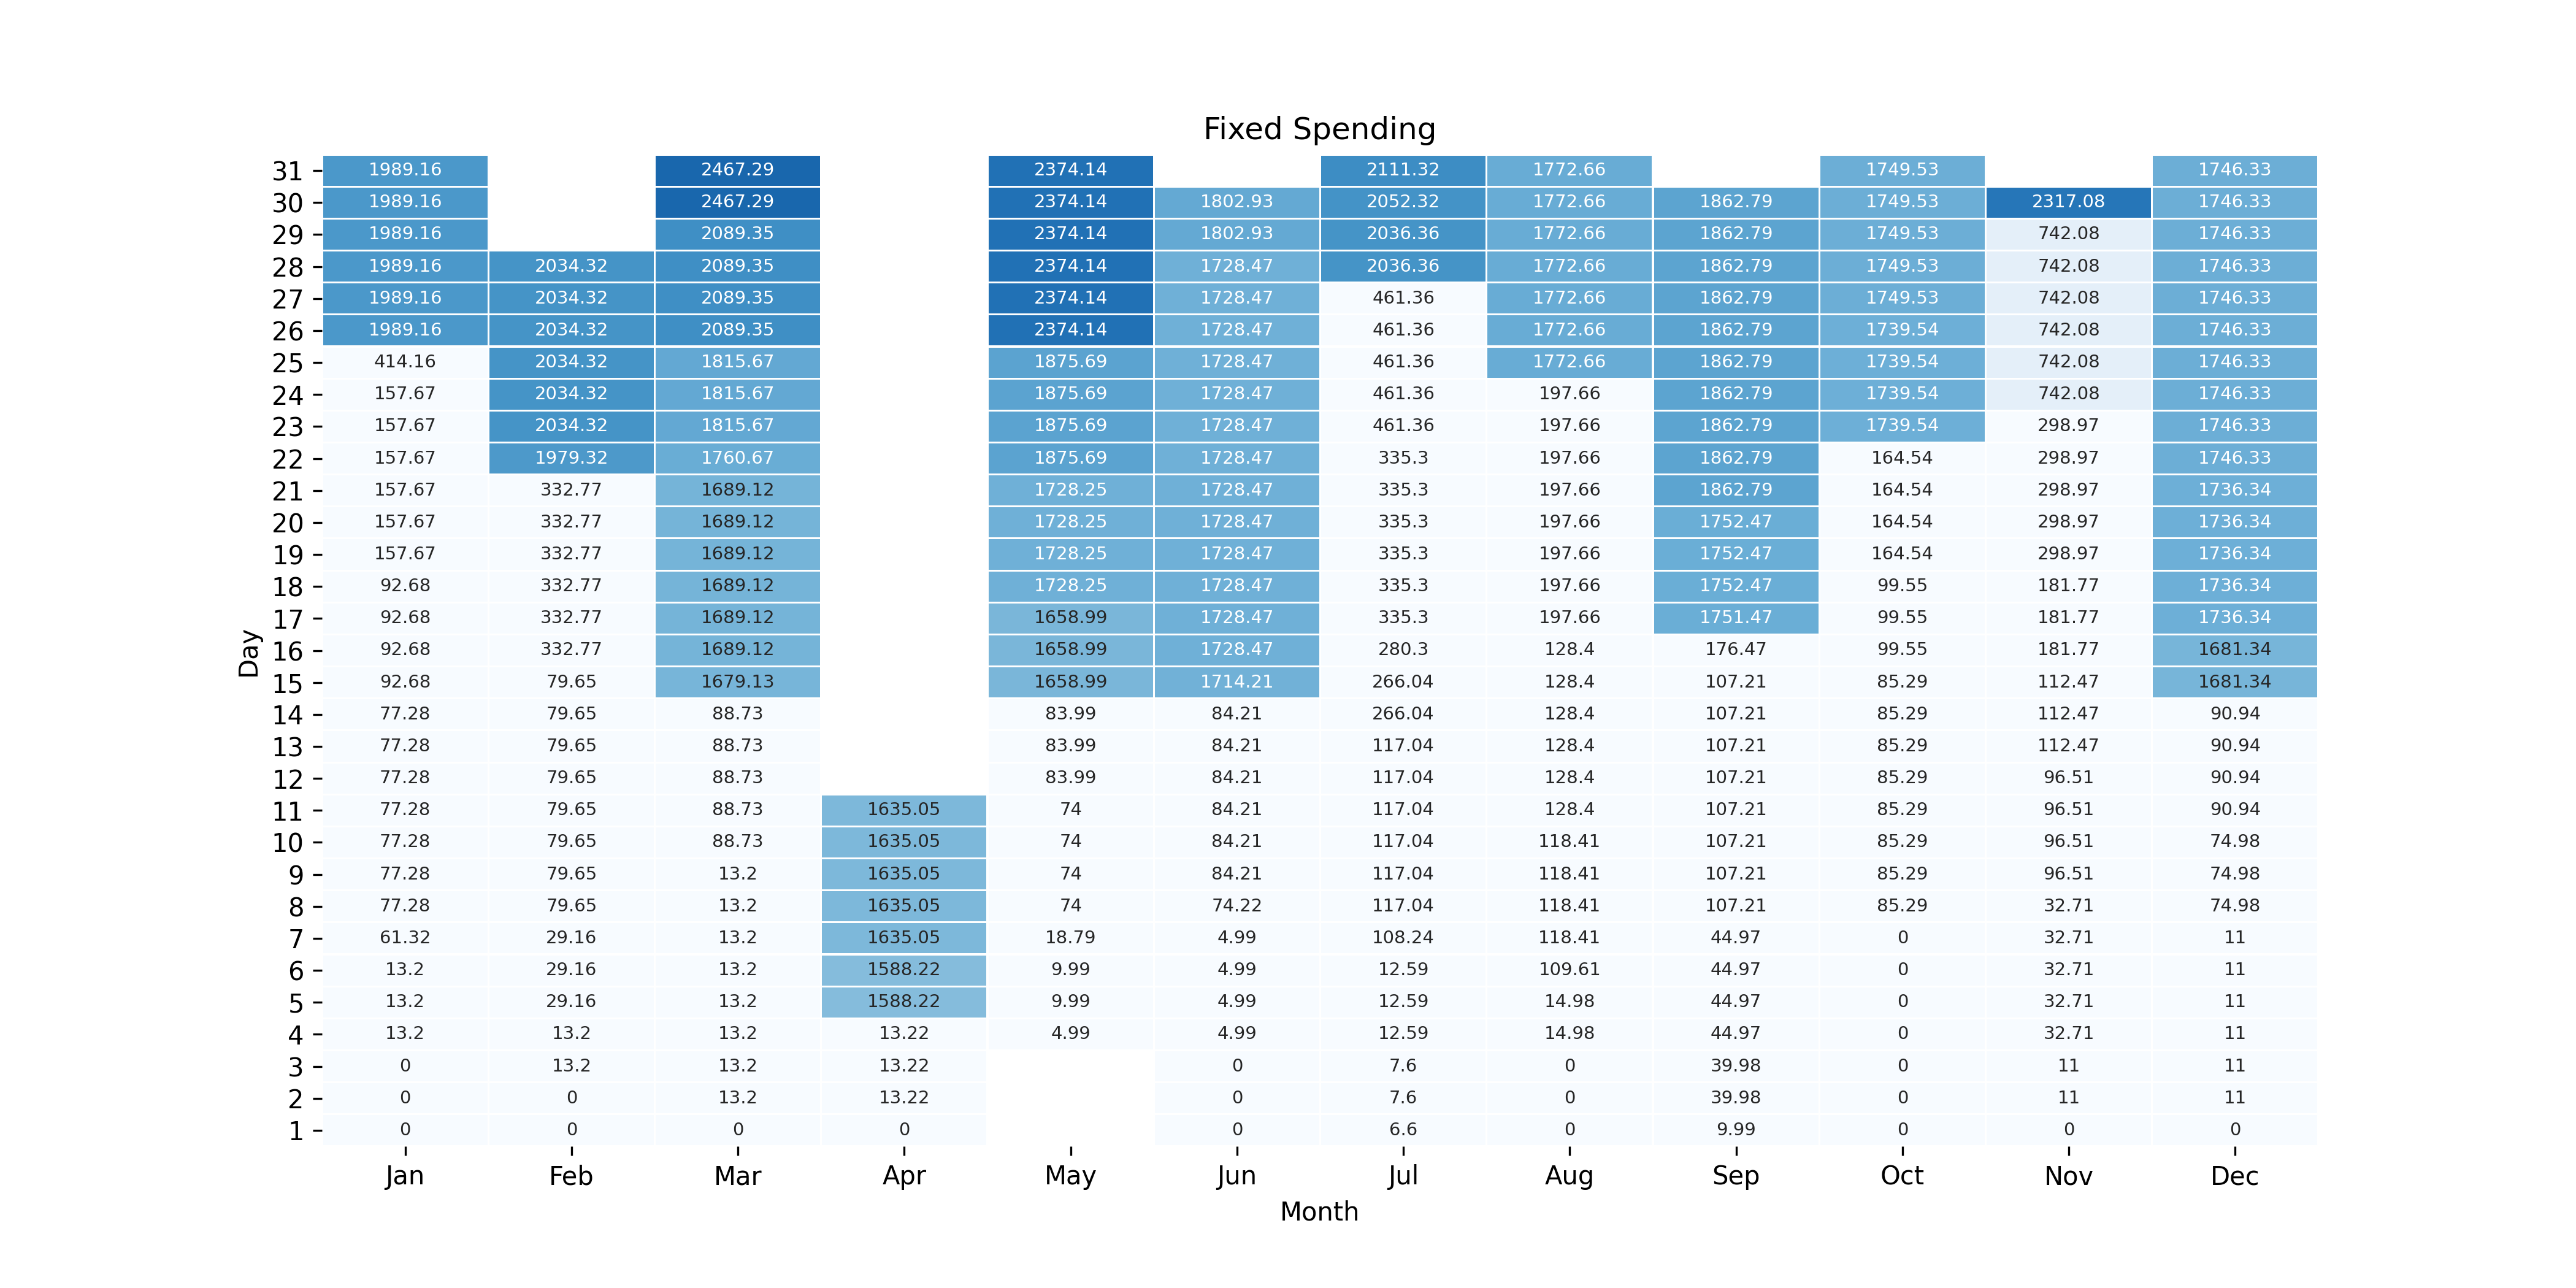 Fixed Spending
31 1989.16 2467.29 2374.14 2111.32 1772.66 1749.53 1746.33
30 1989.16 2467.29 2374.14 1802.93 2052.32 1772.66 1862.79 1749.53 2317.08 1746.33
29 1989.16 2089.35 2374.14 1802.93 2036.36 1772.66 1862.79 1749.53 742.08 1746.33
28 1989.16 2034.32 2089.35 2374.14 1728.47 2036.36 1772.66 1862.79 1749.53 742.08 1746.33
27 1989.16 2034.32 2089.35 2374.14 1728.47 461.36 1772.66 1862.79 1749.53 742.08 1746.33
26 1989.16 2034.32 2089.35 2374.14 1728.47 461.36 1772.66 1862.79 1739.54 742.08 1746.33
25 414.16 2034.32 1815.67 1875.69 1728.47 461.36 1772.66 1862.79 1739.54 742.08 1746.33
24 157.67 2034.32 1815.67 1875.69 1728.47 461.36 197.66 1862.79 1739.54 742.08 1746.33
23 157.67 2034.32 1815.67 1875.69 1728.47 461.36 197.66 1862.79 1739.54 298.97 1746.33
22 157.67 1979.32 1760.67 1875.69 1728.47 335.3 197.66 1862.79 164.54 298.97 1746.33
21 157.67 332.77 1689.12 1728.25 1728.47 335.3 197.66 1862.79 164.54 298.97 1736.34
20 157.67 332.77 1689.12 1728.25 1728.47 335.3 197.66 1752.47 164.54 298.97 1736.34
19 157.67 332.77 1689.12 1728.25 1728.47 335.3 197.66 1752.47 164.54 298.97 1736.34
18 92.68 332.77 1689.12 1728.25 1728.47 335.3 197.66 1752.47 99.55 181.77 1736.34
17 92.68 332.77 1689.12 1658.99 1728.47 335.3 197.66 1751.47 99.55 181.77 1736.34
16 92.68 332.77 1689.12 1658.99 1728.47 280.3 128.4 176.47 99.55 181.77 1681.34
15 92.68 79.65 1679.13 1658.99 1714.21 266.04 128.4 107.21 85.29 112.47 1681.34
14 77.28 79.65 88.73 83.99 84.21 266.04 128.4 107.21 85.29 112.47 90.94
13 77.28 79.65 88.73 83.99 84.21 117.04 128.4 107.21 85.29 112.47 90.94
12 77.28 79.65 88.73 83.99 84.21 117.04 128.4 107.21 85.29 96.51 90.94
11 77.28 79.65 88.73 1635.05 74 84.21 117.04 128.4 107.21 85.29 96.51 90.94
10 77.28 79.65 88.73 1635.05 74 84.21 117.04 118.41 107.21 85.29 96.51 74.98
9 77.28 79.65 13.2 1635.05 74 84.21 117.04 118.41 107.21 85.29 96.51 74.98
8 77.28 79.65 13.2 1635.05 74 74.22 117.04 118.41 107.21 85.29 32.71 74.98
7 61.32 29.16 13.2 1635.05 18.79 4.99 108.24 118.41 44.97 0 32.71 11
6 13.2 29.16 13.2 1588.22 9.99 4.99 12.59 109.61 44.97 0 32.71 11
5 13.2 29.16 13.2 1588.22 9.99 4.99 12.59 14.98 44.97 0 32.71 11
4 13.2 13.2 13.2 13.22 4.99 4.99 12.59 14.98 44.97 0 32.71 11
3 0 13.2 13.2 13.22 0 7.6 0 39.98 0 11 11
2 0 0 13.2 13.22 0 7.6 0 39.98 0 11 11
1 0 0 0 0 0 6.6 0 9.99 0 0 0
Day
Jan Feb Mar Apr May Jun Jul Aug Sep Oct Nov Dec
Month